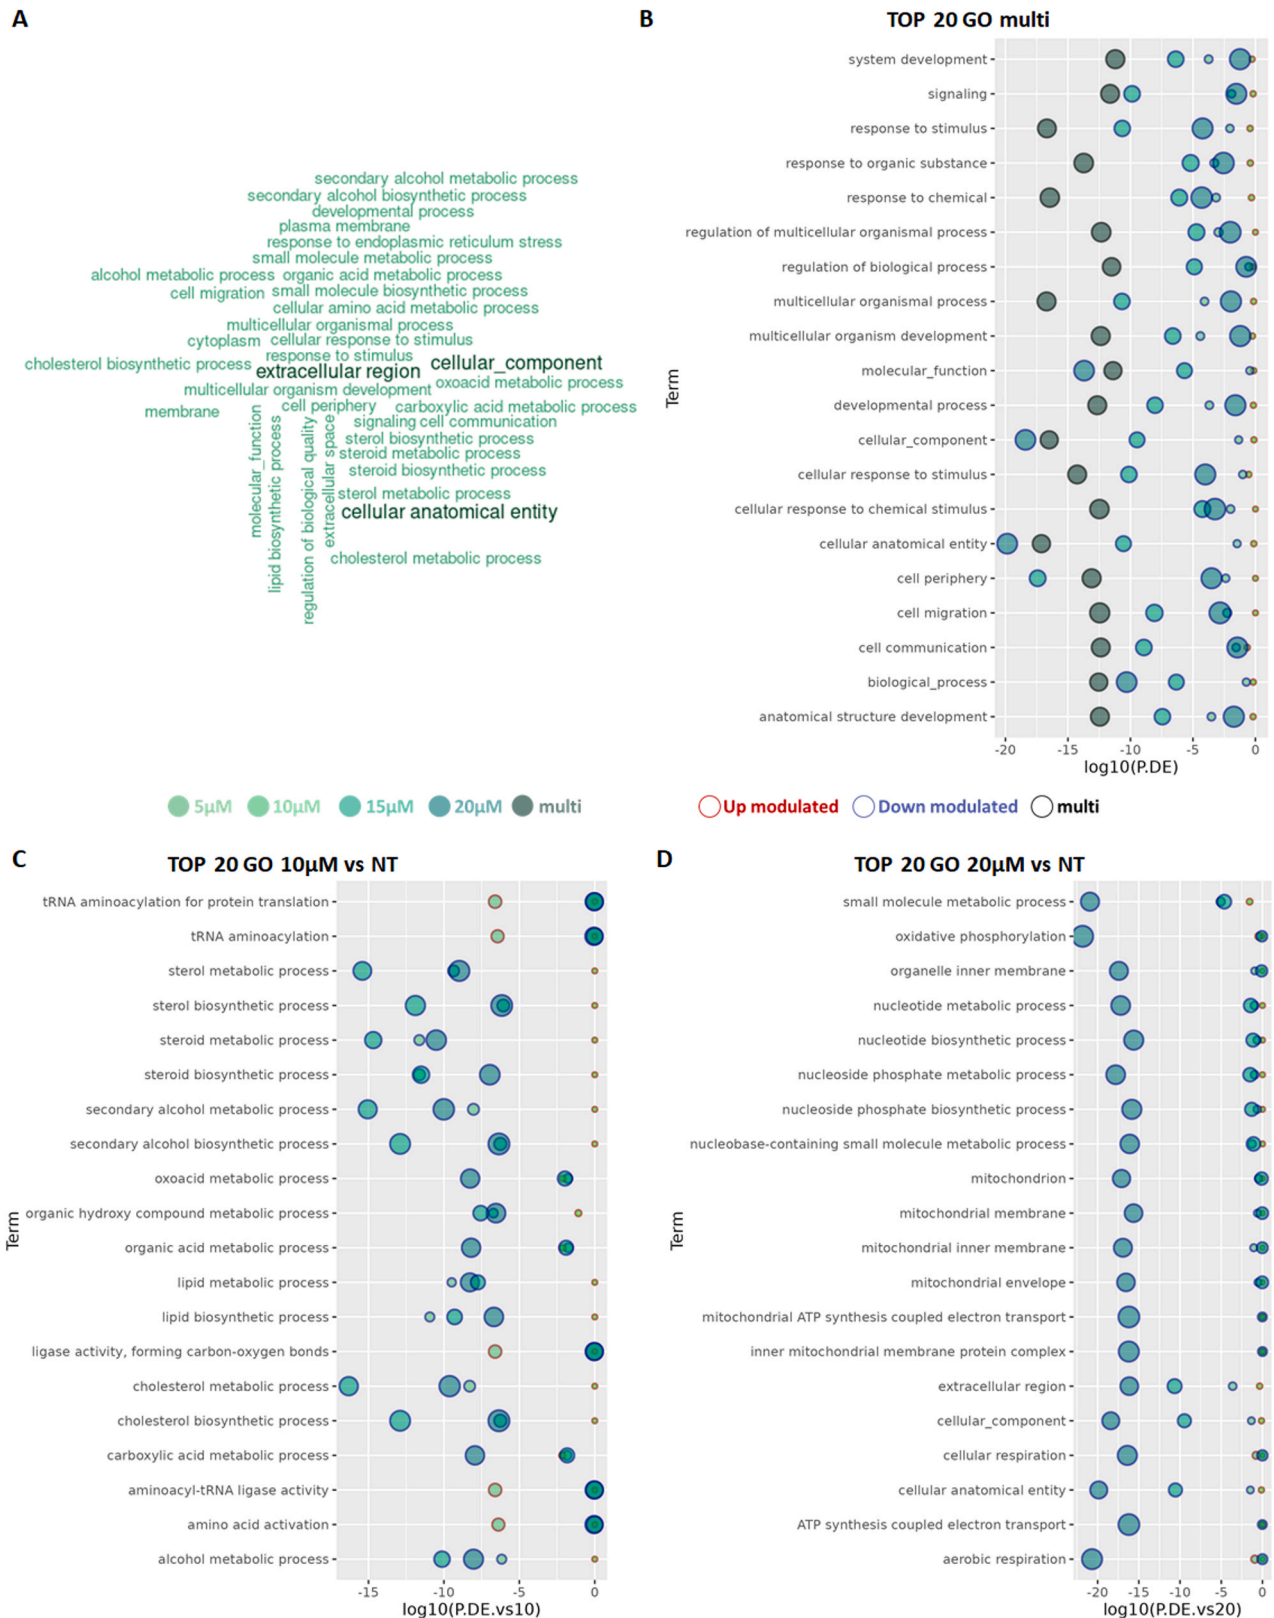 A
secondary alcohol metabolic process
secondary alcohol biosynthetic process
developmental process
plasma membrane
response to endoplasmic reticulum stress
small molecule metabolic process
alcohol metabolic process organic acid metabolic process
cell migration small molecule biosynthetic process
cellular amino acid metabolic process
multicellular organismal process
cytoplasm cellular response to stimulus
response to stimulus
cholesterol biosynthetic process extracellular region cellular_component
multicellular organism development oxoacid metabolic process
membrane cell periphery carboxylic acid metabolic process
signaling cell communication
sterol biosynthetic process
steroid metabolic process
steroid biosynthetic process
sterol metabolic process
cellular anatomical entity
cholesterol metabolic process
molecular_function
lipid biosynthetic process
regulation of biological quality
extracellular space
B
TOP 20 GO multi
system development
signaling
response to stimulus
response to organic substance
response to chemical
regulation of multicellular organismal process
regulation of biological process
multicellular organismal process
multicellular organism development
molecular_function
developmental process
cellular_component
cellular response to stimulus
cellular response to chemical stimulus
cellular anatomical entity
cell periphery
cell migration
cell communication
biological_process
anatomical structure development
Term
-20 -15 -10 -5 0
log10(P.DE)
5µM 10µM 15µM 20µM multi
Up modulated Down modulated multi
C
TOP 20 GO 10µM vs NT
tRNA aminoacylation for protein translation
tRNA aminoacylation
sterol metabolic process
sterol biosynthetic process
steroid metabolic process
steroid biosynthetic process
secondary alcohol metabolic process
secondary alcohol biosynthetic process
oxoacid metabolic process
organic hydroxy compound metabolic process
organic acid metabolic process
lipid metabolic process
lipid biosynthetic process
ligase activity, forming carbon-oxygen bonds
cholesterol metabolic process
cholesterol biosynthetic process
carboxylic acid metabolic process
aminoacyl-tRNA ligase activity
amino acid activation
alcohol metabolic process
Term
-15 -10 -5 0
log10(P.DE.vs10)
D
TOP 20 GO 20µM vs NT
small molecule metabolic process
oxidative phosphorylation
organelle inner membrane
nucleotide metabolic process
nucleotide biosynthetic process
nucleoside phosphate metabolic process
nucleoside phosphate biosynthetic process
nucleobase-containing small molecule metabolic process
mitochondrion
mitochondrial membrane
mitochondrial inner membrane
mitochondrial envelope
mitochondrial ATP synthesis coupled electron transport
inner mitochondrial membrane protein complex
extracellular region
cellular_component
cellular respiration
cellular anatomical entity
ATP synthesis coupled electron transport
aerobic respiration
Term
-20 -15 -10 -5 0
log10(P.DE.vs20)